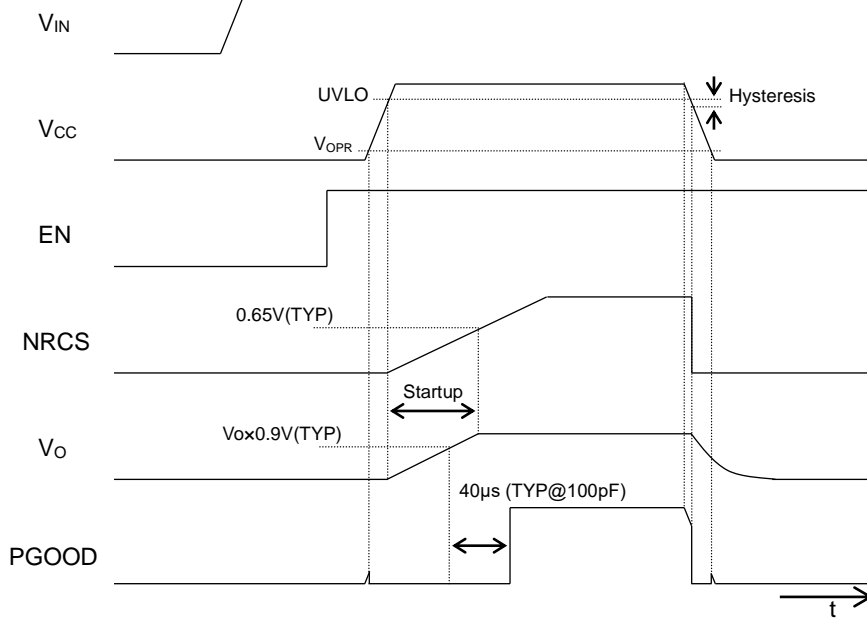 VIN
UVLO
Hysteresis
VCC
VOPR
EN
0.65V(TYP)
NRCS
Startup
Vo×0.9V(TYP)
VO
40µs (TYP@100pF)
PGOOD
t